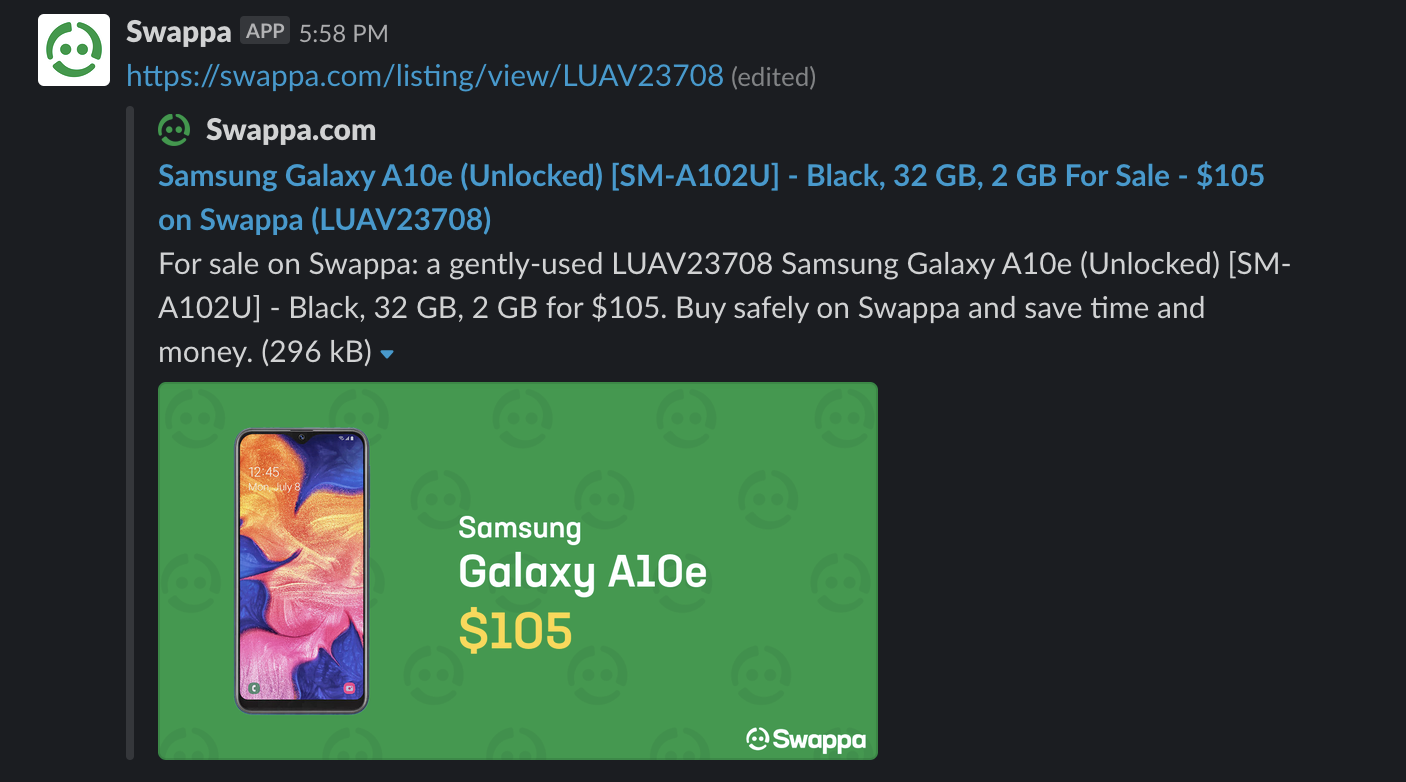 Swappa APP 5:58 PM
https://swappa.com/listing/view/LUAV23708 (edited)
Swappa.com
Samsung Galaxy A10e (Unlocked) [SM-A102U] - Black, 32 GB, 2 GB For Sale - $105
on Swappa (LUAV23708)
For sale on Swappa: a gently-used LUAV23708 Samsung Galaxy A10e (Unlocked) [SM-
A102U] - Black, 32 GB, 2 GB for $105. Buy safely on Swappa and save time and
money. (296 kB)
12:45
Mon, July 8
Samsung
Galaxy A10e
$105
Swappa